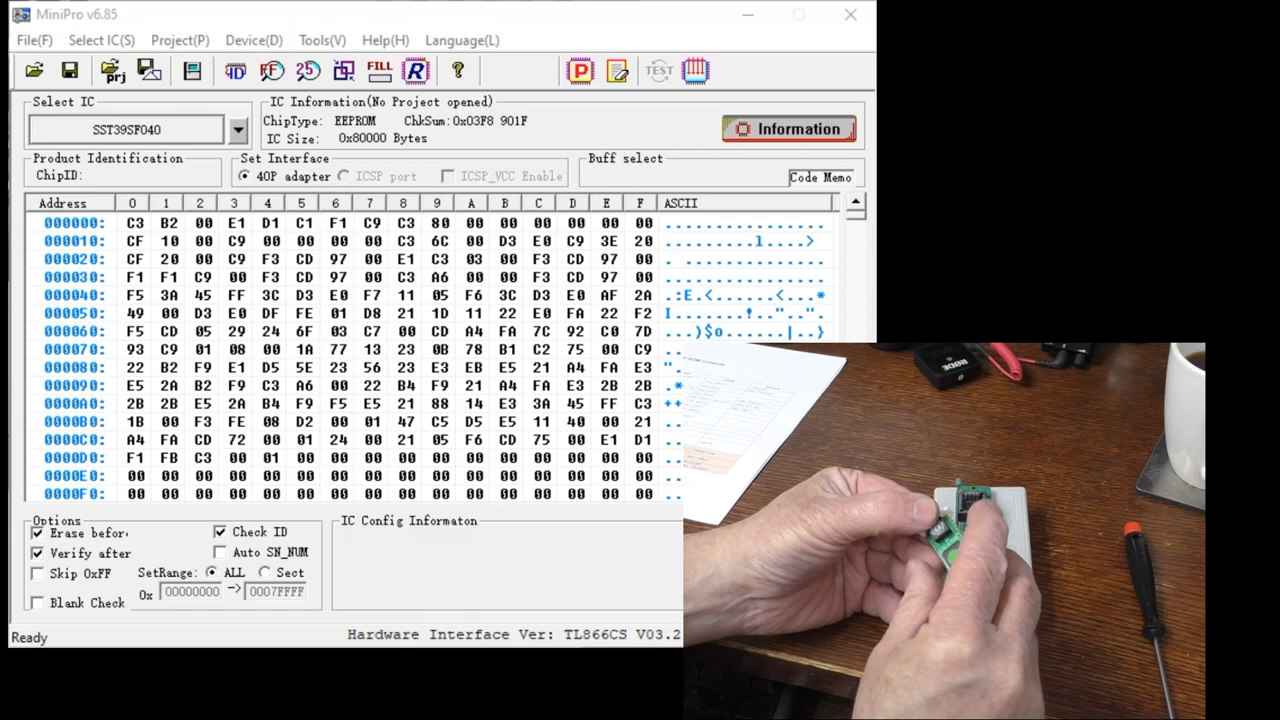 MiniPro v6.85
File(F) Select IC(S) Project(P) Device(D) Tools(V) Help(H) Language(L)
prj ID FF 25 FILL R ? P TEST
Select IC
SST39SF040
IC Information(No Project opened)
ChipType: EEPROM ChkSum:0x03F8 901F
IC Size: 0x80000 Bytes
Information
Product Identification
ChipID:
Set Interface
40P adapter ICSP port ICSP_VCC Enable
Buff select
Code Memo
Address 0 1 2 3 4 5 6 7 8 9 A B C D E F ASCII
000000: C3 B2 00 E1 D1 C1 F1 C9 C3 80 00 00 00 00 00 00 ................
000010: CF 10 00 C9 00 00 00 00 C3 6C 00 D3 E0 C9 3E 20 .........l....>
000020: CF 20 00 C9 F3 CD 97 00 E1 C3 03 00 F3 CD 97 00 . ..............
000030: F1 F1 C9 00 F3 CD 97 00 C3 A6 00 00 F3 CD 97 00 ................
000040: F5 3A 45 FF 3C D3 E0 F7 11 05 F6 3C D3 E0 AF 2A .:E.<......<...*
000050: 49 00 D3 E0 DF FE 01 D8 21 1D 11 22 E0 FA 22 F2 I.......!.."..".
000060: F5 CD 05 29 24 6F 03 C7 00 CD A4 FA 7C 92 C0 7D ...)$o......|..}
000070: 93 C9 01 08 00 1A 77 13 23 0B 78 B1 C2 75 00 C9 ..
000080: 22 B2 F9 E1 D5 5E 23 56 23 E3 EB E5 21 A4 FA E3 ".
000090: E5 2A B2 F9 C3 A6 00 22 B4 F9 21 A4 FA E3 2B 2B .*
0000A0: 2B 2B E5 2A B4 F9 F5 E5 21 88 14 E3 3A 45 FF C3 ++
0000B0: 1B 00 F3 FE 08 D2 00 01 47 C5 D5 E5 11 40 00 21 ..
0000C0: A4 FA CD 72 00 01 24 00 21 05 F6 CD 75 00 E1 D1 ..
0000D0: F1 FB C3 00 01 00 00 00 00 00 00 00 00 00 00 00 ..
0000E0: 00 00 00 00 00 00 00 00 00 00 00 00 00 00 00 00 ..
0000F0: 00 00 00 00 00 00 00 00 00 00 00 00 00 00 00 00 ..
Options
Erase befor Check ID
Verify after Auto SN_NUM
Skip 0xFF SetRange: ALL Sect
0x 00000000 -> 0007FFFF
Blank Check
IC Config Informaton
Ready
Hardware Interface Ver: TL866CS V03.2
RØDE